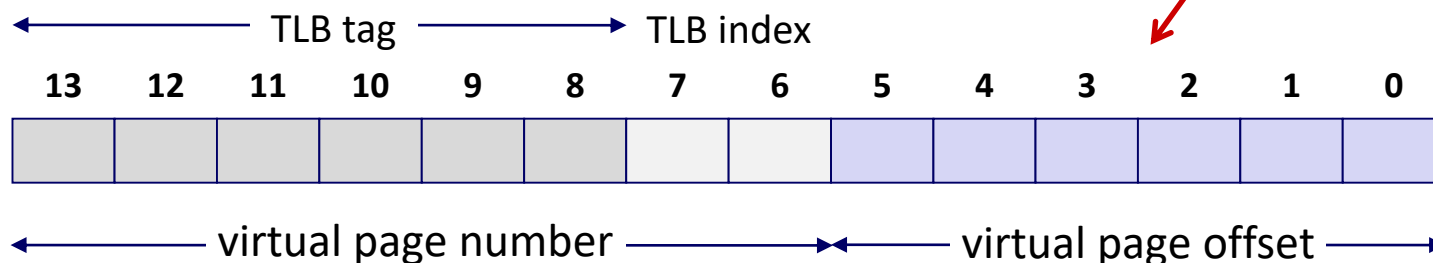 TLB tag TLB index
13 12 11 10 9 8 7 6 5 4 3 2 1 0
virtual page number virtual page offset